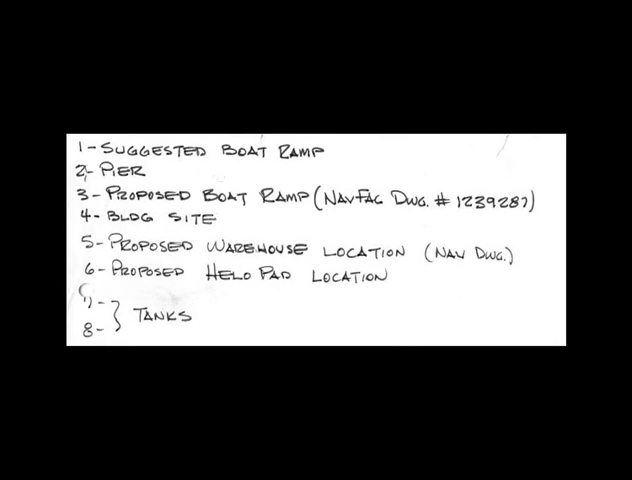 1- SUGGESTED BOAT RAMP
2- PIER
3- PROPOSED BOAT RAMP (NAVFAC DWG. # 1239287)
4- BLDG SITE
5- PROPOSED WAREHOUSE LOCATION (NAV DWG.)
6- PROPOSED HELO PAD LOCATION
7-
8- } TANKS